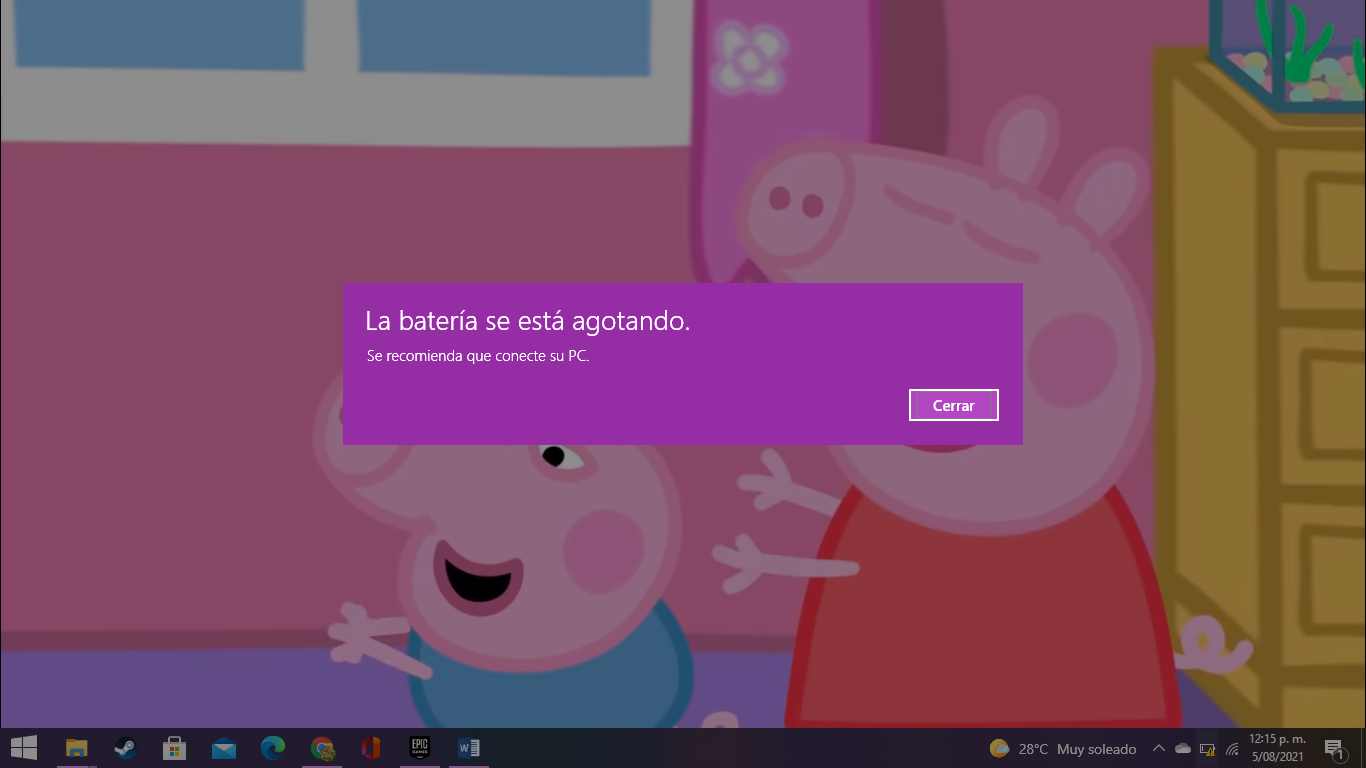 La batería se está agotando.
Se recomienda que conecte su PC.
Cerrar
EPIC
GAMES
28°C Muy soleado
12:15 p. m.
5/08/2021
1